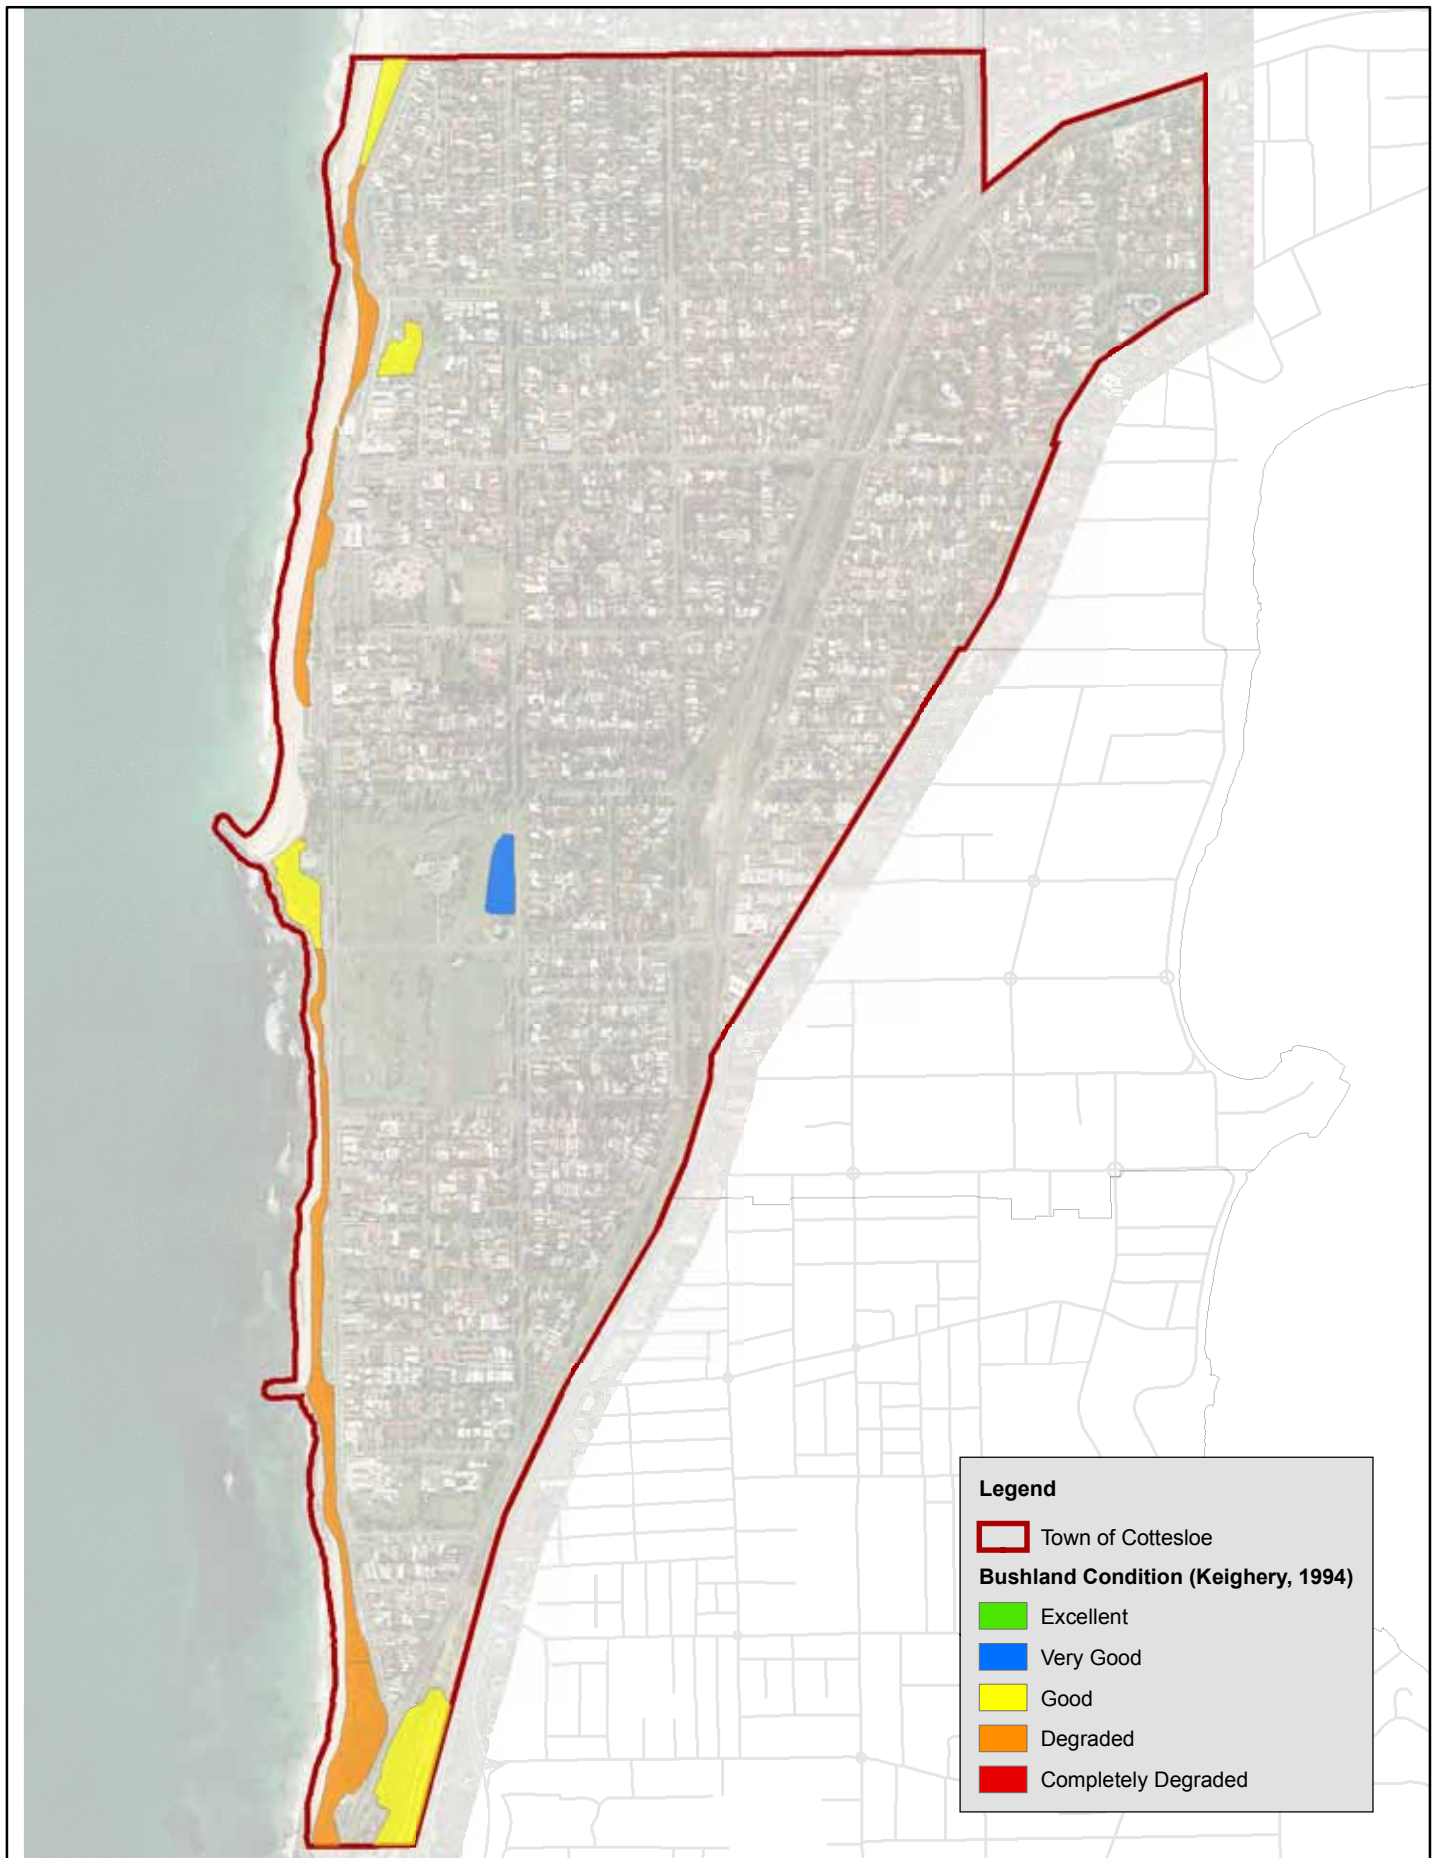 Legend
Town of Cottesloe
Bushland Condition (Keighery, 1994)
Excellent
Very Good
Good
Degraded
Completely Degraded